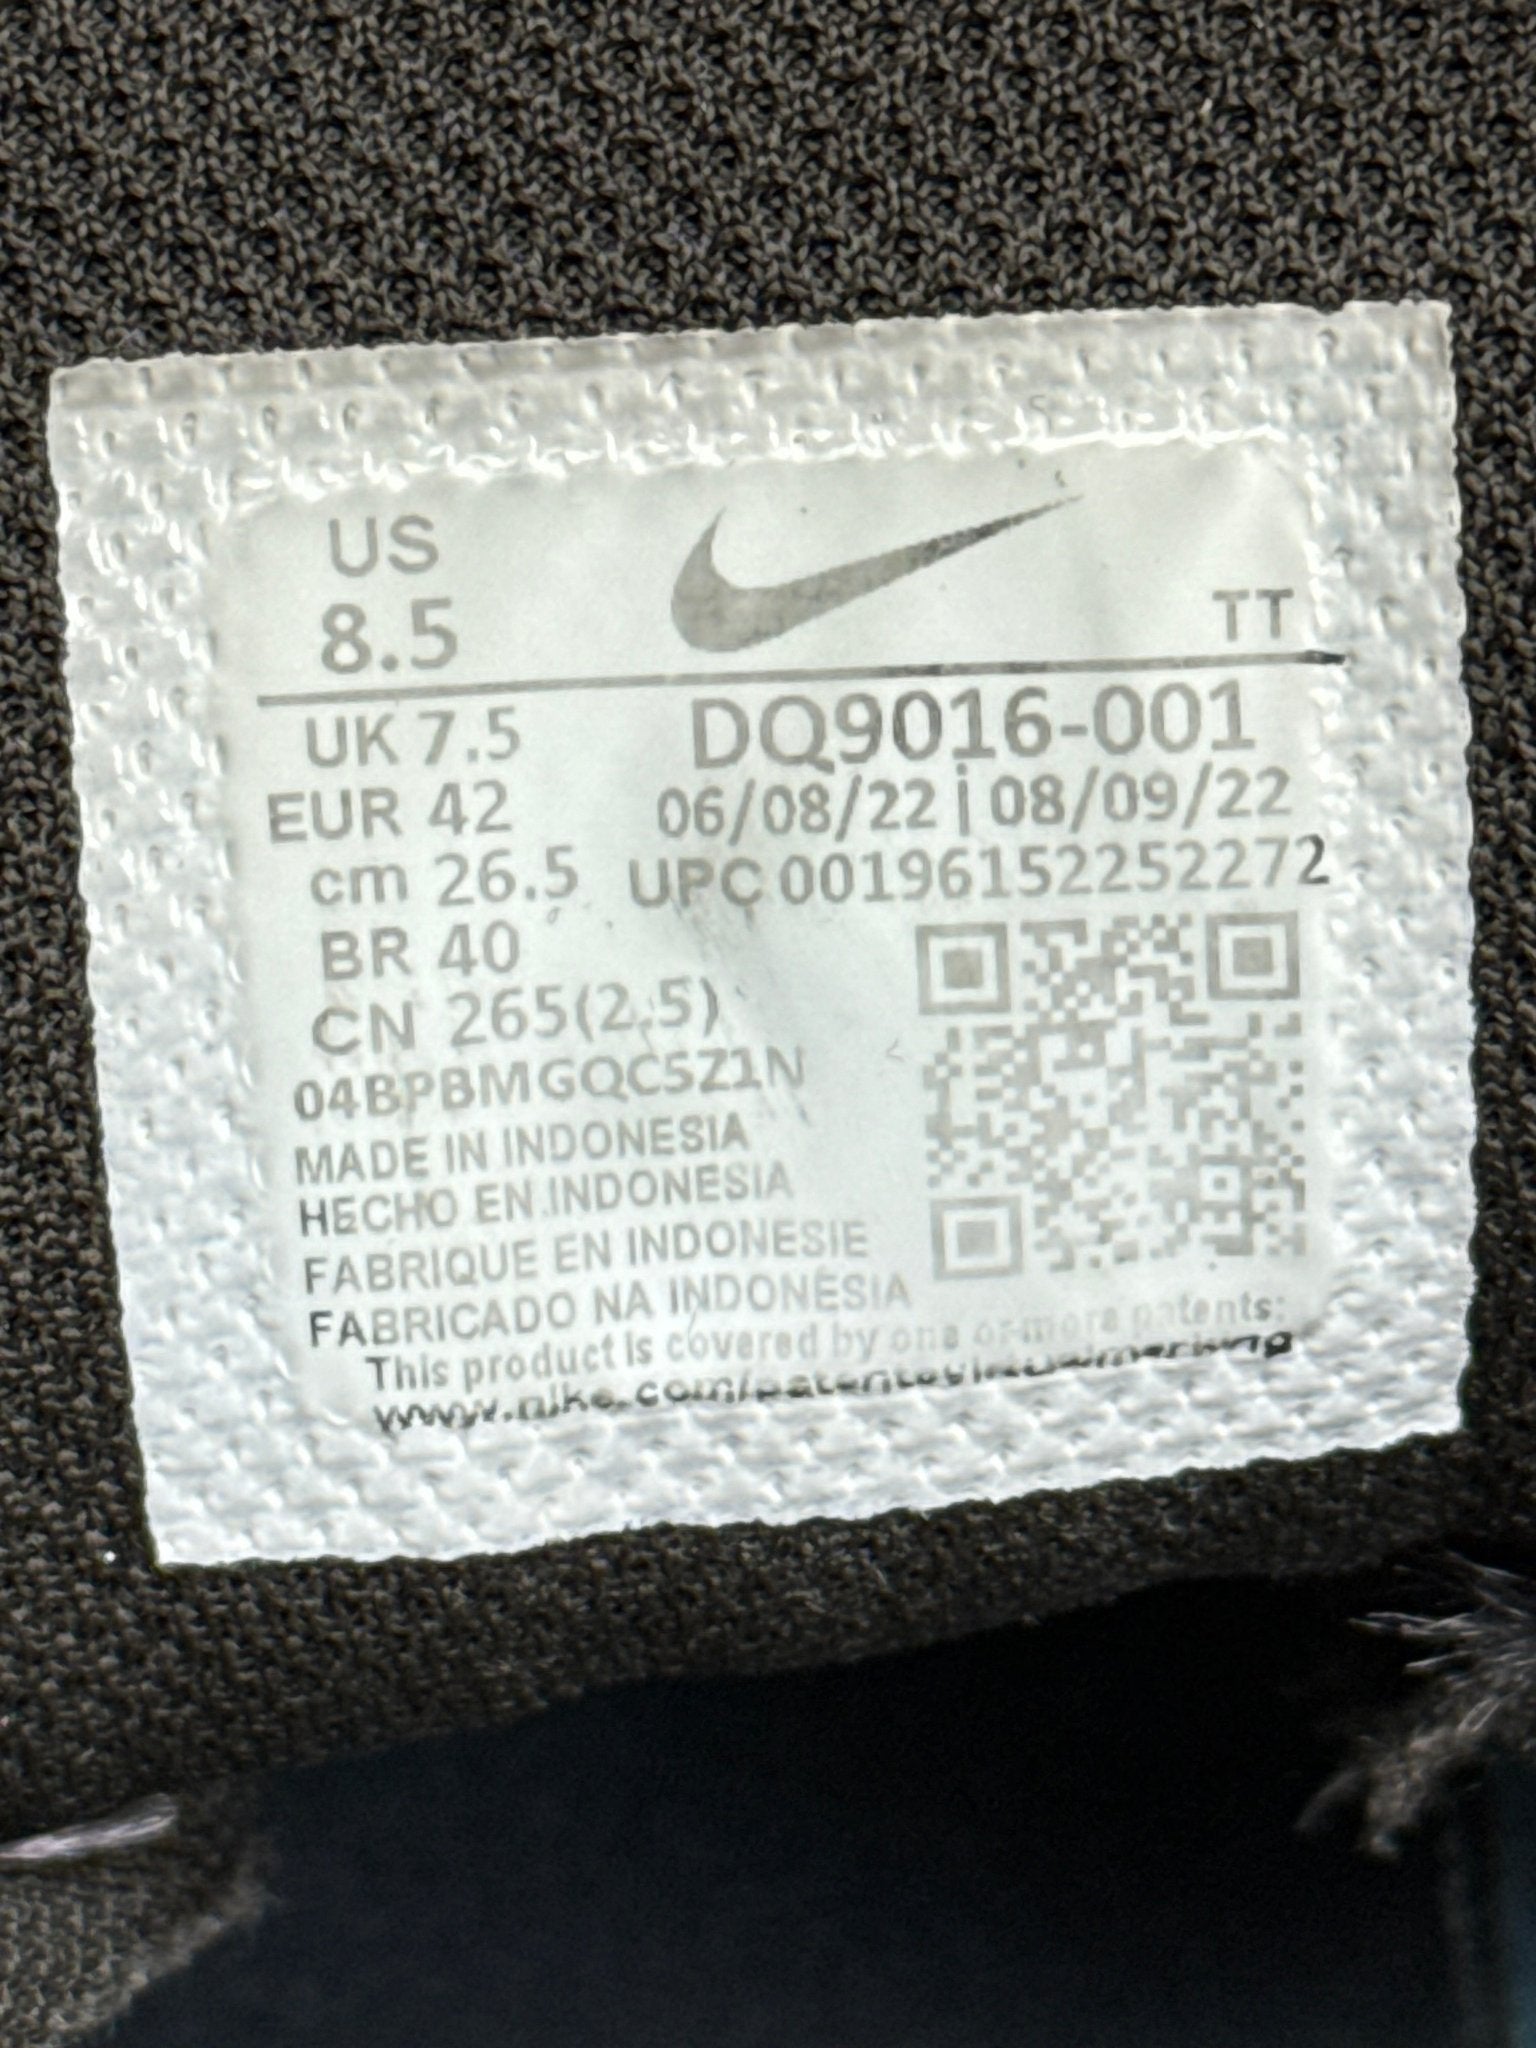 US
8.5
TT
UK 7.5
DQ9016-001
EUR 42
06/08/22 | 08/09/22
cm 26.5
UPC 00196152252272
BR 40
CN 265(2.5)
04BPBMGQC5Z1N
MADE IN INDONESIA
HECHO EN INDONESIA
FABRIQUE EN INDONESIE
FABRICADO NA INDONÉSIA
This product is covered by one or more patents: